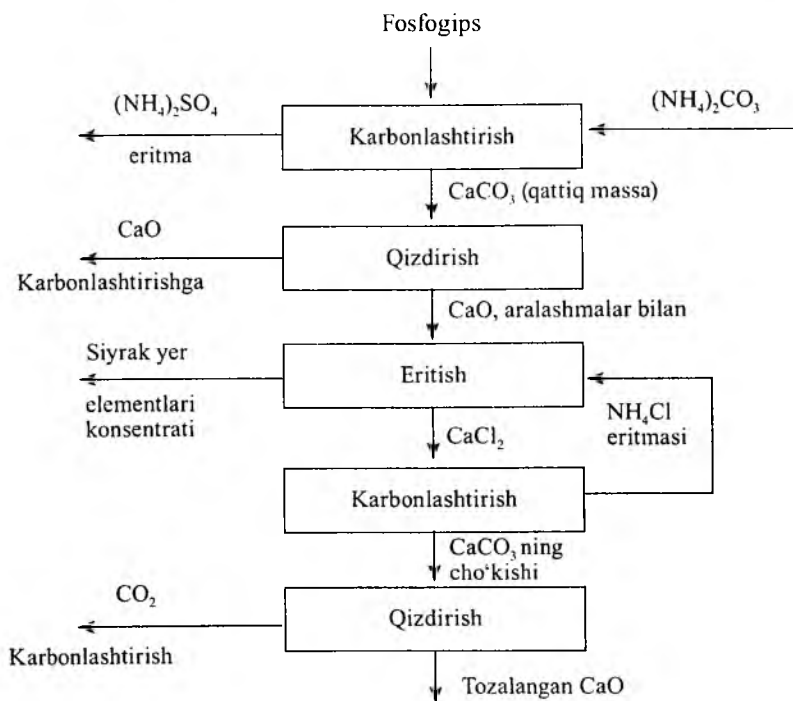 Fosfogips
(NH₄)₂SO₄
eritma
Karbonlashtirish
(NH₄)₂CO₃
CaCO₃ (qattiq massa)
CaO
Karbonlashtirishga
Qizdirish
CaO, aralashmalar bilan
Siyrak yer
elementlari
konsentrati
Eritish
NH₄Cl
eritmasi
CaCl₂
Karbonlashtirish
CaCO₃ ning
cho‘kishi
CO₂
Karbonlashtirish
Qizdirish
Tozalangan CaO